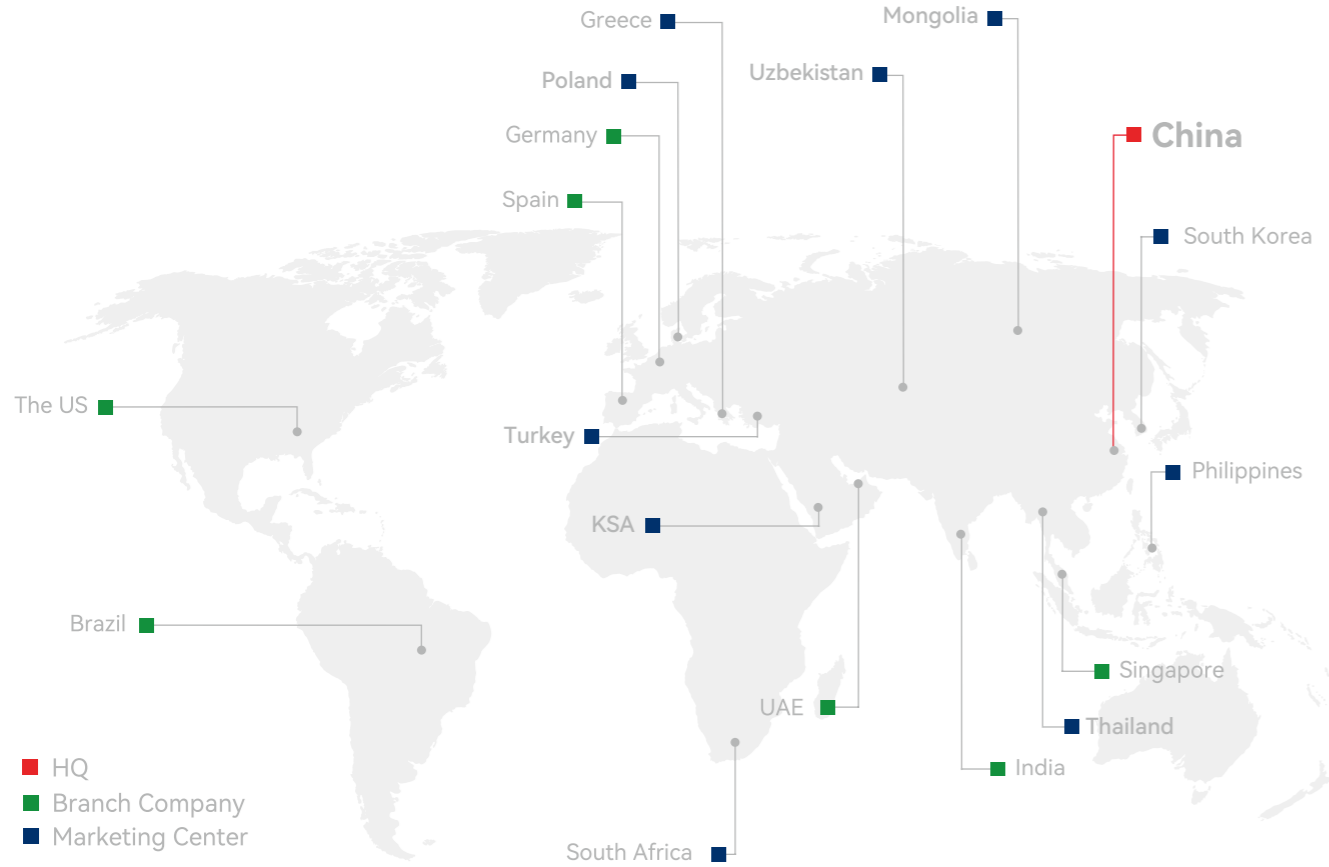 Greece
Mongolia
Poland
Uzbekistan
Germany
China
Spain
South Korea
The US
Turkey
Philippines
KSA
Brazil
Singapore
UAE
Thailand
India
HQ
Branch Company
Marketing Center
South Africa